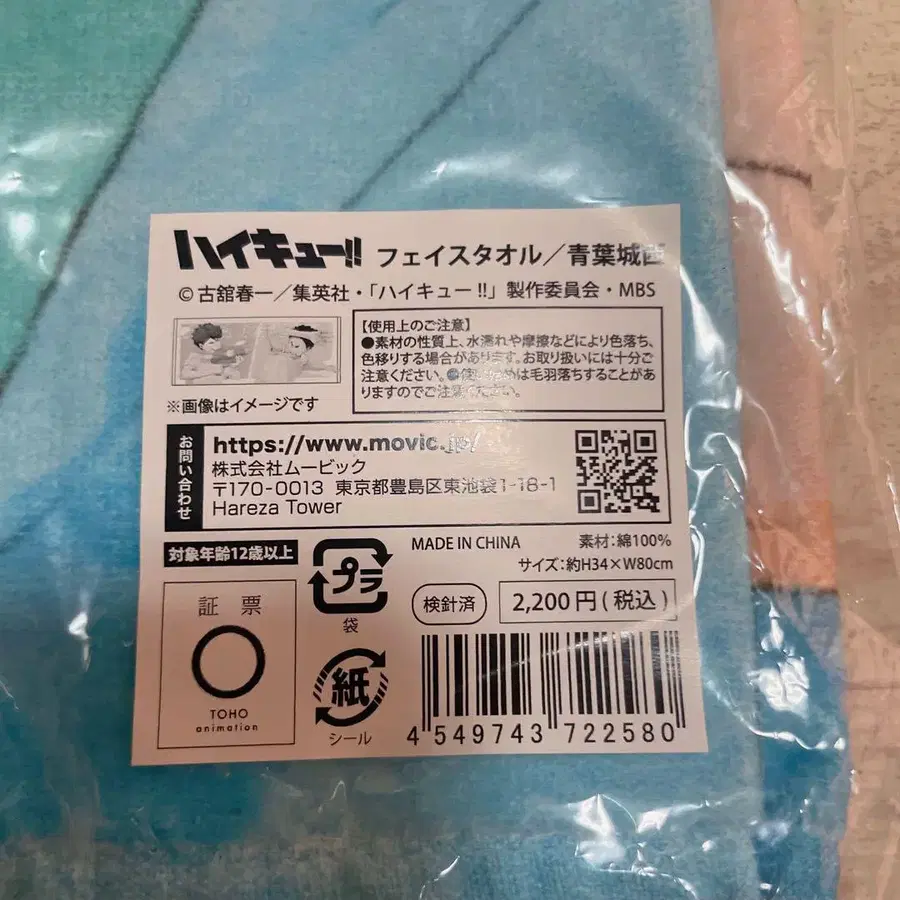 ハイキュー!! フェイスタオル／青葉城西
©古舘春一／集英社・「ハイキュー!!」製作委員会・MBS
※画像はイメージです
【使用上のご注意】
●素材の性質上、水濡れや摩擦などにより色落ち、
色移りする場合があります。お取り扱いには十分ご
注意ください。●使いはじめは毛羽落ちすることがあ
りますのでご注意ください。
お問い合わせ
https://www.movic.jp/
株式会社ムービック
〒170-0013 東京都豊島区東池袋1-18-1
Hareza Tower
対象年齢12歳以上
プラ
袋
MADE IN CHINA
素材：綿100%
サイズ：約H34×W80cm
検針済
2,200円(税込)
証票
TOHO
animation
紙
シール
4 549743 722580